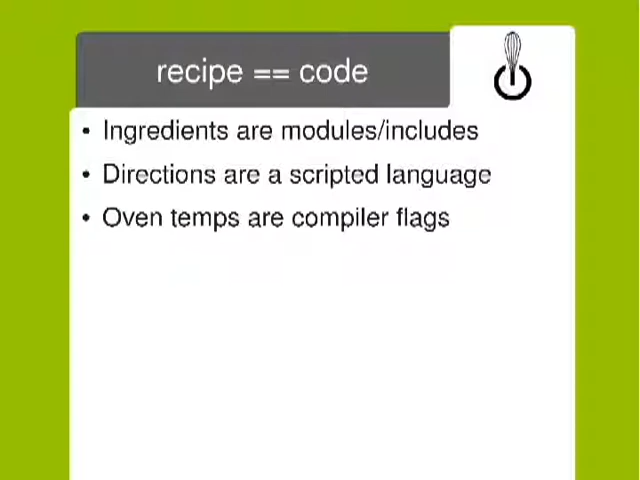 recipe == code
• Ingredients are modules/includes
• Directions are a scripted language
• Oven temps are compiler flags